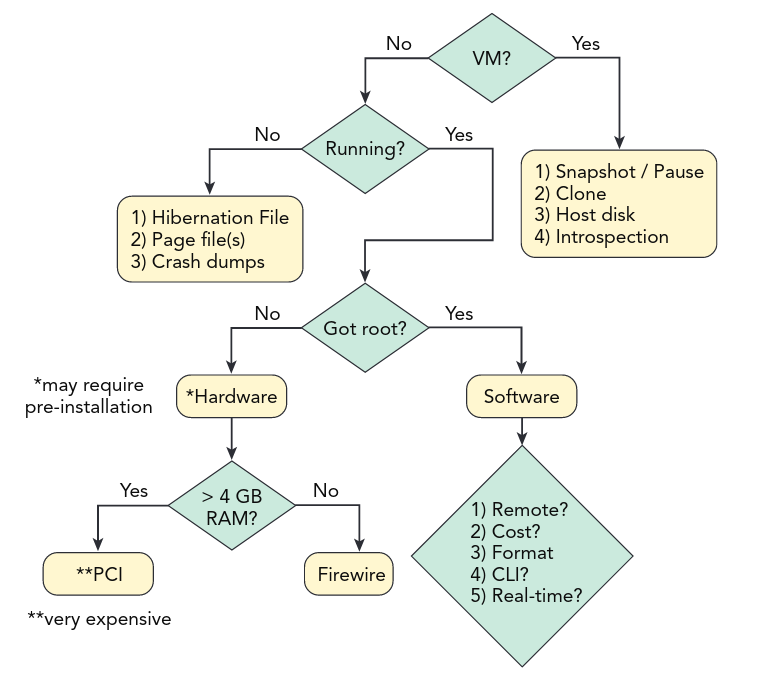 VM?
No
Yes
Running?
No
Yes
1) Snapshot / Pause
2) Clone
3) Host disk
4) Introspection
1) Hibernation File
2) Page file(s)
3) Crash dumps
Got root?
No
Yes
*may require
pre-installation
*Hardware
Software
> 4 GB
RAM?
Yes
No
1) Remote?
2) Cost?
3) Format
4) CLI?
5) Real-time?
**PCI
Firewire
**very expensive